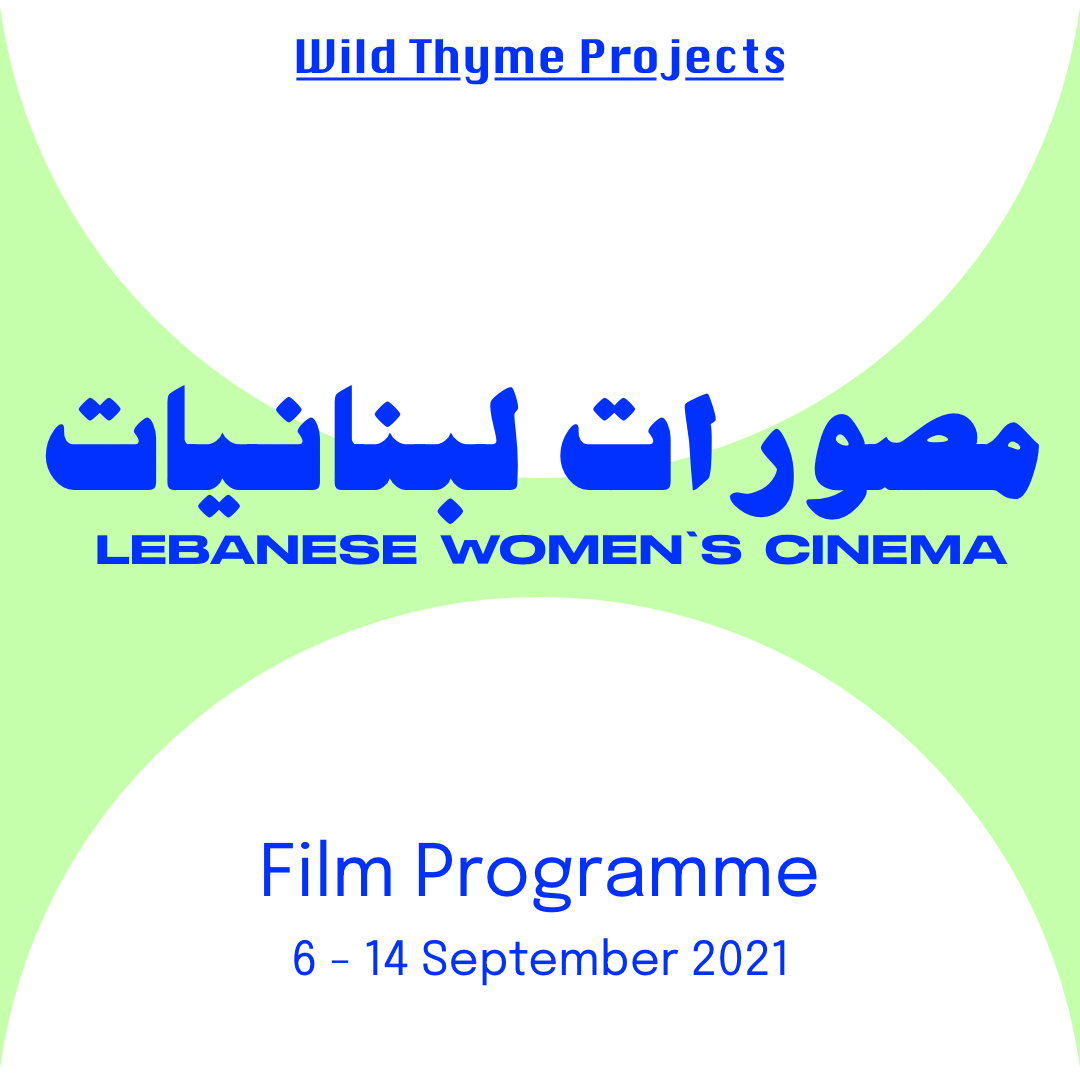 Wild Thyme Projects
مصورات لبنانيات
LEBANESE WOMEN`S CINEMA
Film Programme
6 – 14 September 2021